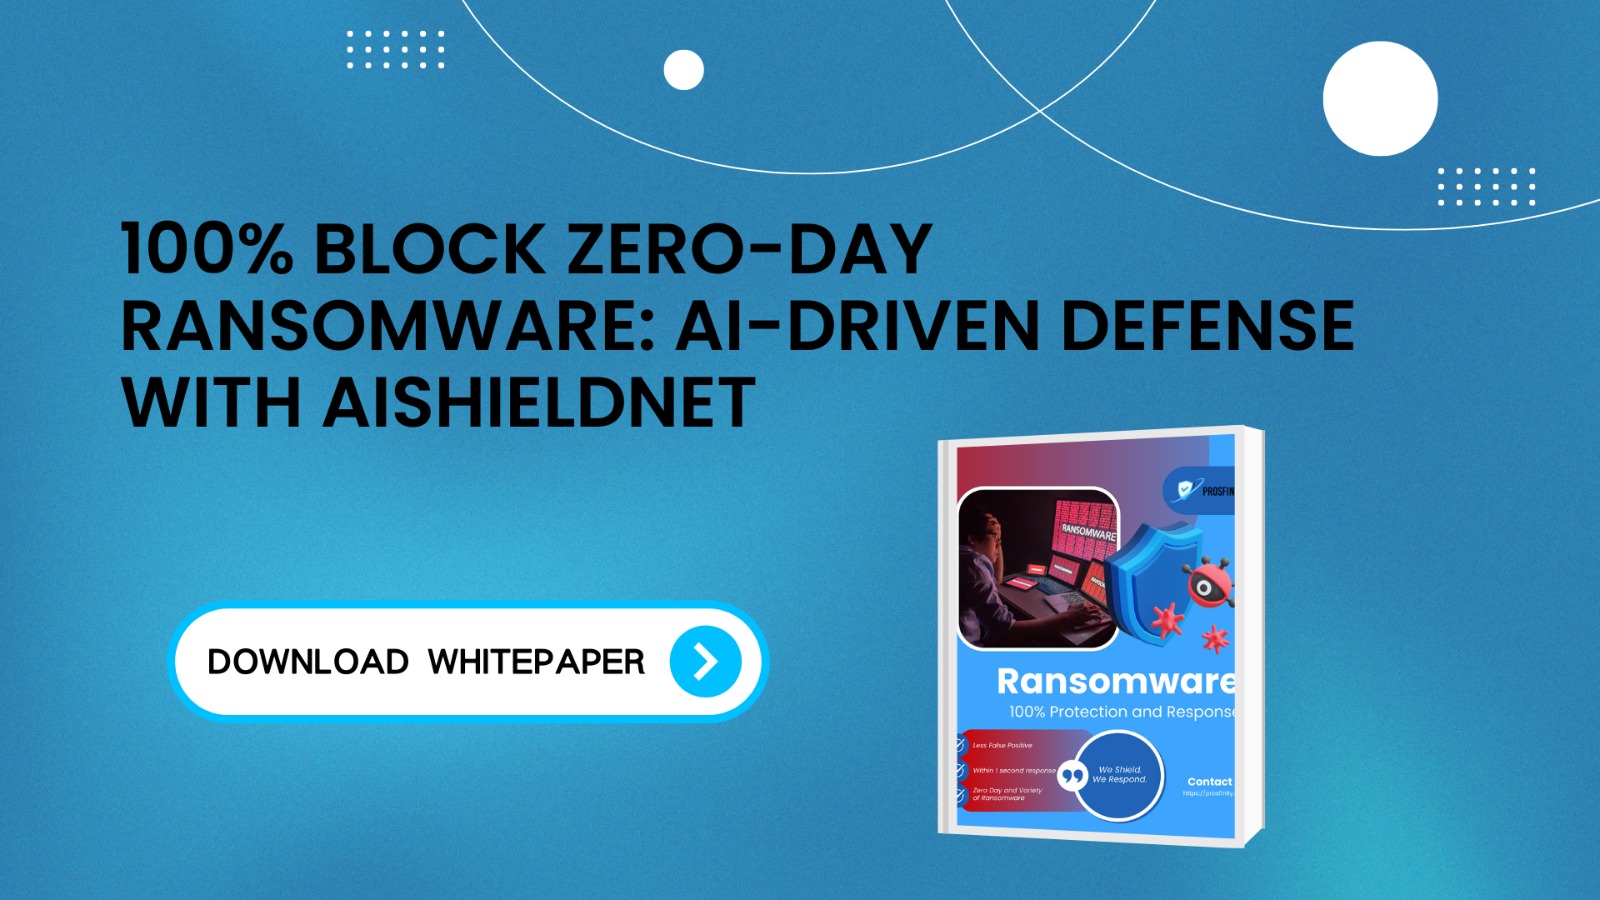 100% BLOCK ZERO-DAY
RANSOMWARE: AI-DRIVEN DEFENSE
WITH AISHIELDNET
DOWNLOAD WHITEPAPER
PROSFIN
RANSOMWARE
Ransomware
100% Protection and Response
Less False Positive
Within 1 second response
Zero Day and Variety
of Ransomware
We Shield.
We Respond.
Contact
https://prosfinity.